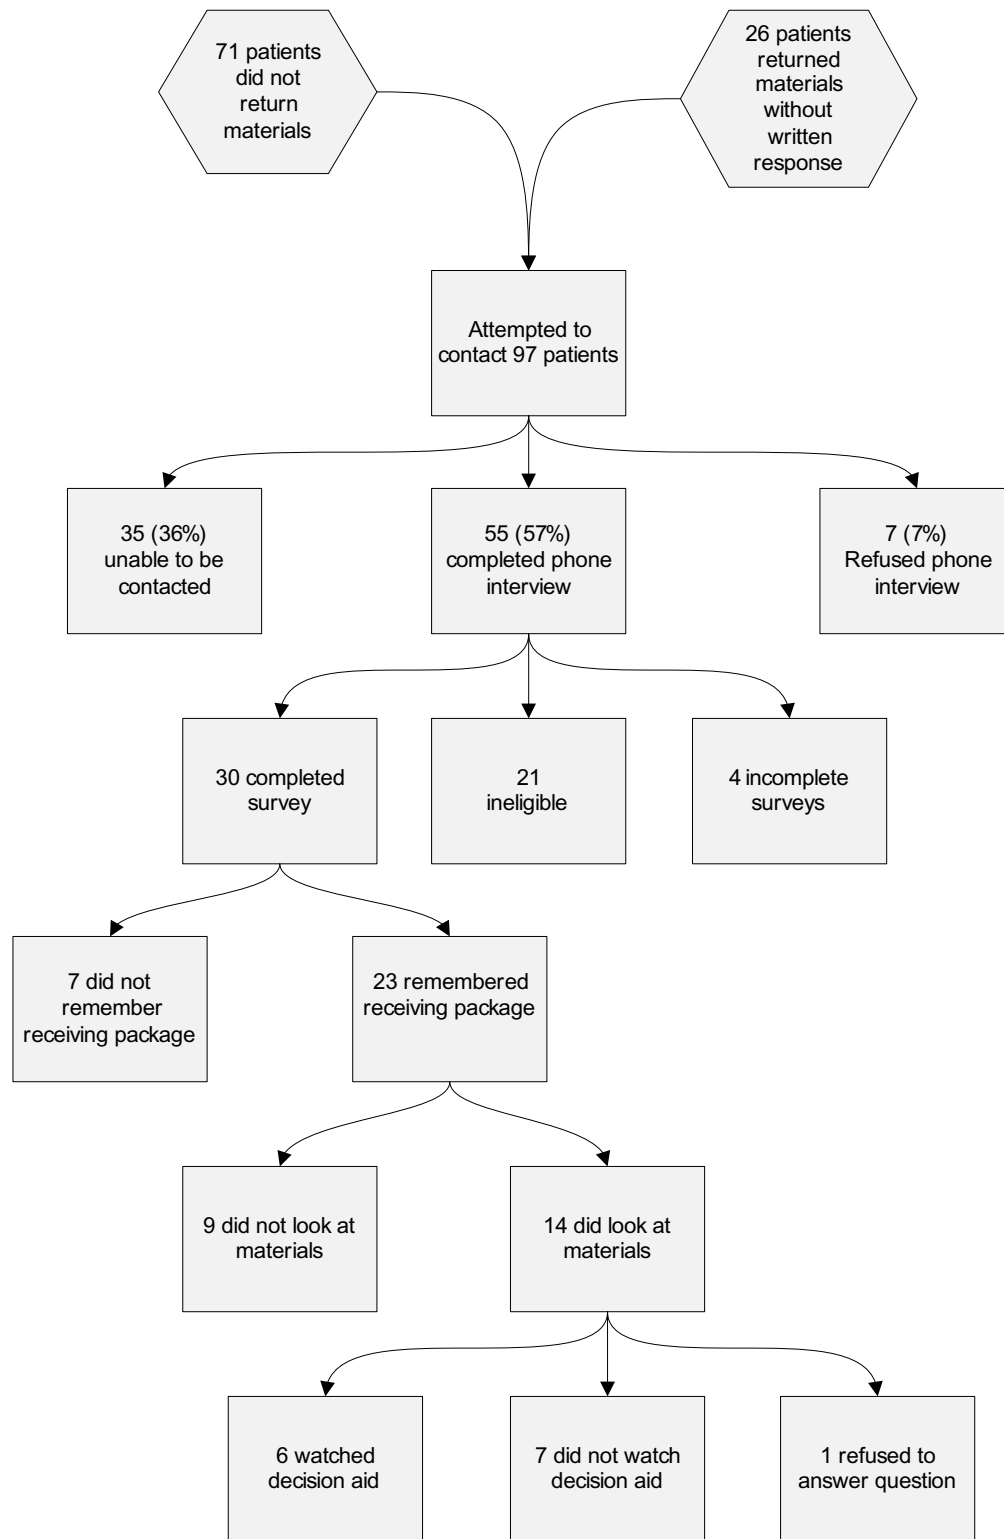 71 patients
did not
return
materials
26 patients
returned
materials
without
written
response
Attempted to
contact 97 patients
35 (36%)
unable to be
contacted
55 (57%)
completed phone
interview
7 (7%)
Refused phone
interview
30 completed
survey
21
ineligible
4 incomplete
surveys
7 did not
remember
receiving package
23 remembered
receiving package
9 did not look at
materials
14 did look at
materials
6 watched
decision aid
7 did not watch
decision aid
1 refused to
answer question